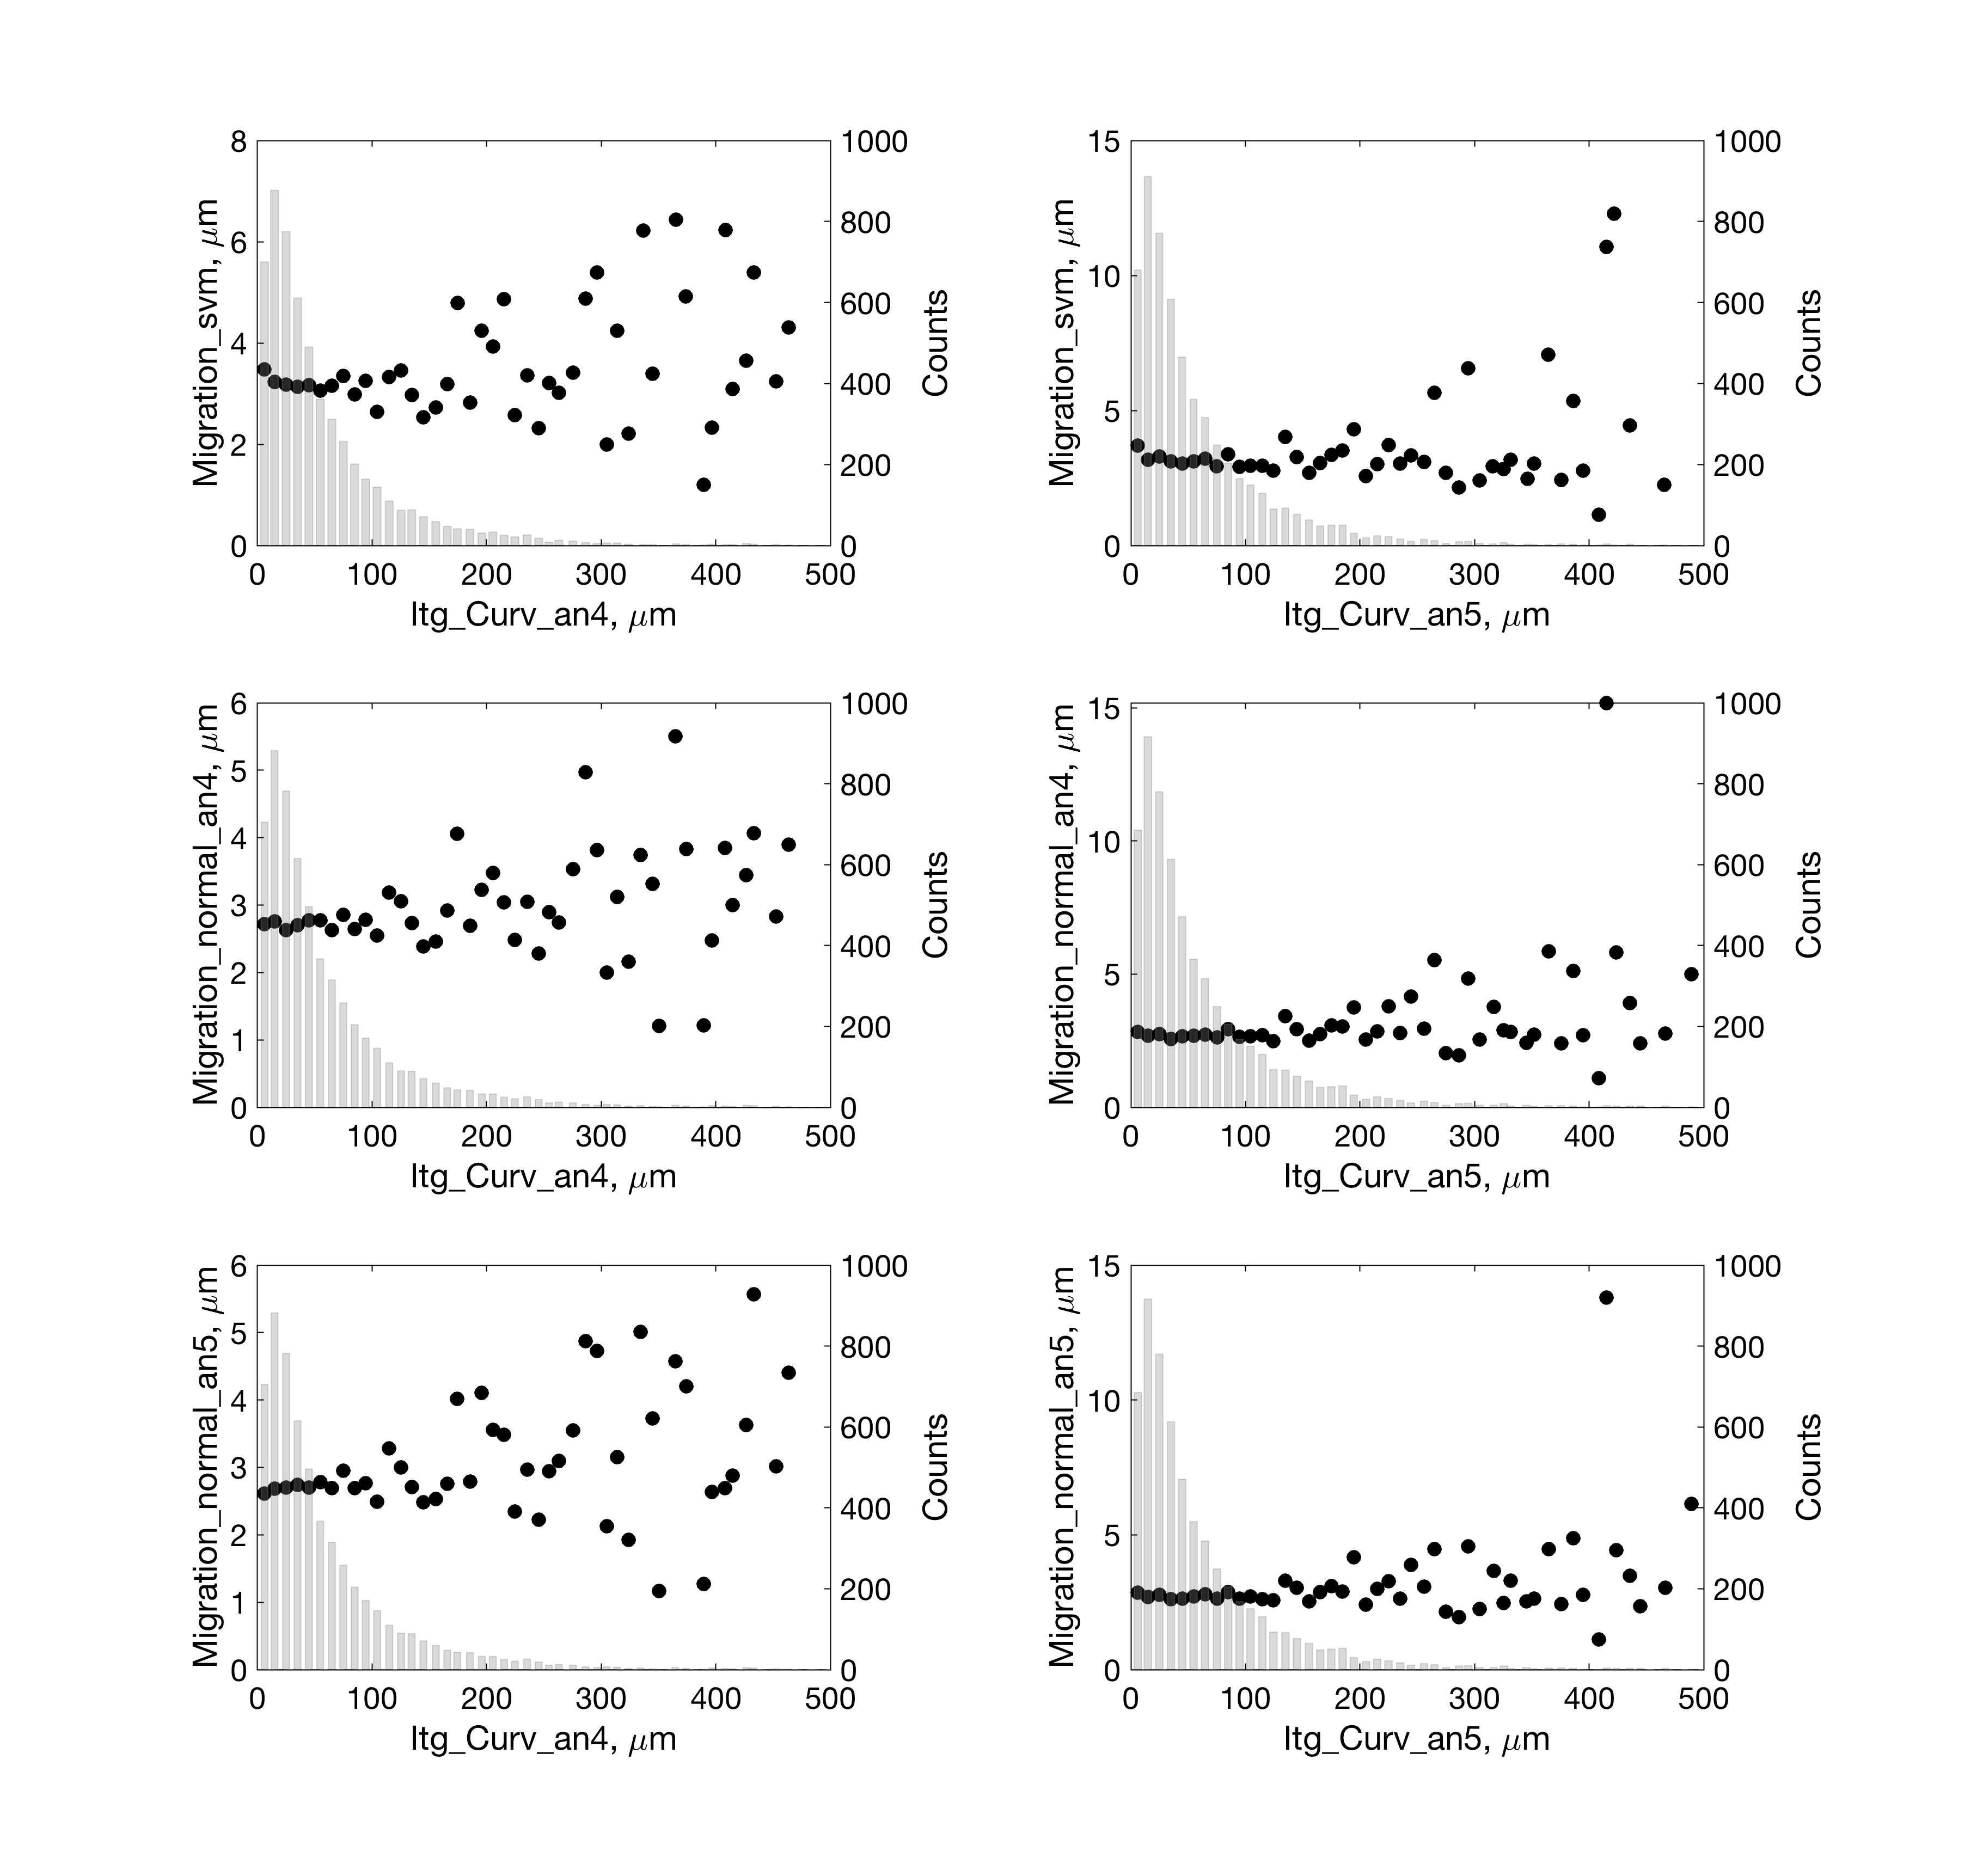 8 6 4 2 0
Migration_svm, μm
1000 800 600 400 200 0
Counts
0 100 200 300 400 500
Itg_Curv_an4, μm
15 10 5 0
Migration_svm, μm
1000 800 600 400 200 0
Counts
0 100 200 300 400 500
Itg_Curv_an5, μm
6 5 4 3 2 1 0
Migration_normal_an4, μm
1000 800 600 400 200 0
Counts
0 100 200 300 400 500
Itg_Curv_an4, μm
15 10 5 0
Migration_normal_an4, μm
1000 800 600 400 200 0
Counts
0 100 200 300 400 500
Itg_Curv_an5, μm
6 5 4 3 2 1 0
Migration_normal_an5, μm
1000 800 600 400 200 0
Counts
0 100 200 300 400 500
Itg_Curv_an4, μm
15 10 5 0
Migration_normal_an5, μm
1000 800 600 400 200 0
Counts
0 100 200 300 400 500
Itg_Curv_an5, μm